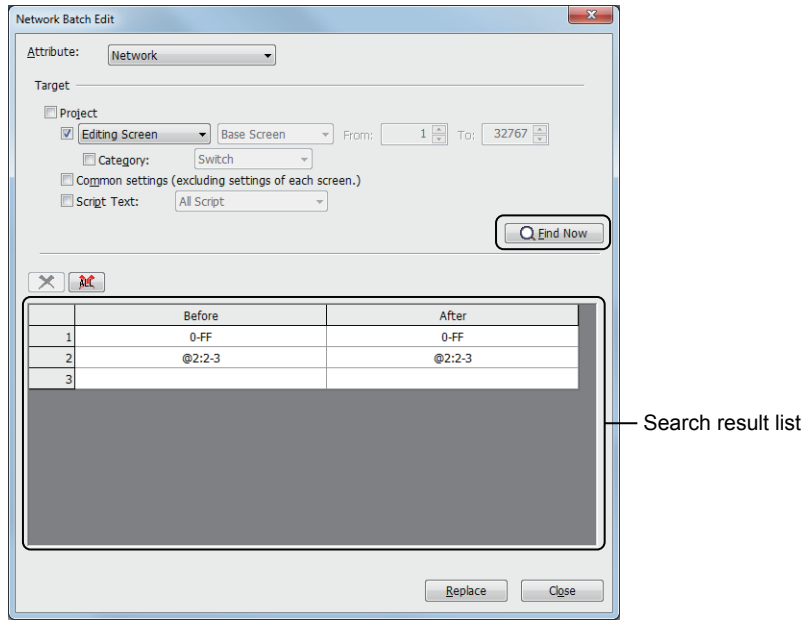 Network Batch Edit
Attribute: Network
Target
Project
Editing Screen Base Screen From: 1 To: 32767
Category: Switch
Common settings (excluding settings of each screen.)
Script Text: All Script
Find Now
ALL
Before After
1 0-FF 0-FF
2 @2:2-3 @2:2-3
3
Search result list
Replace Close